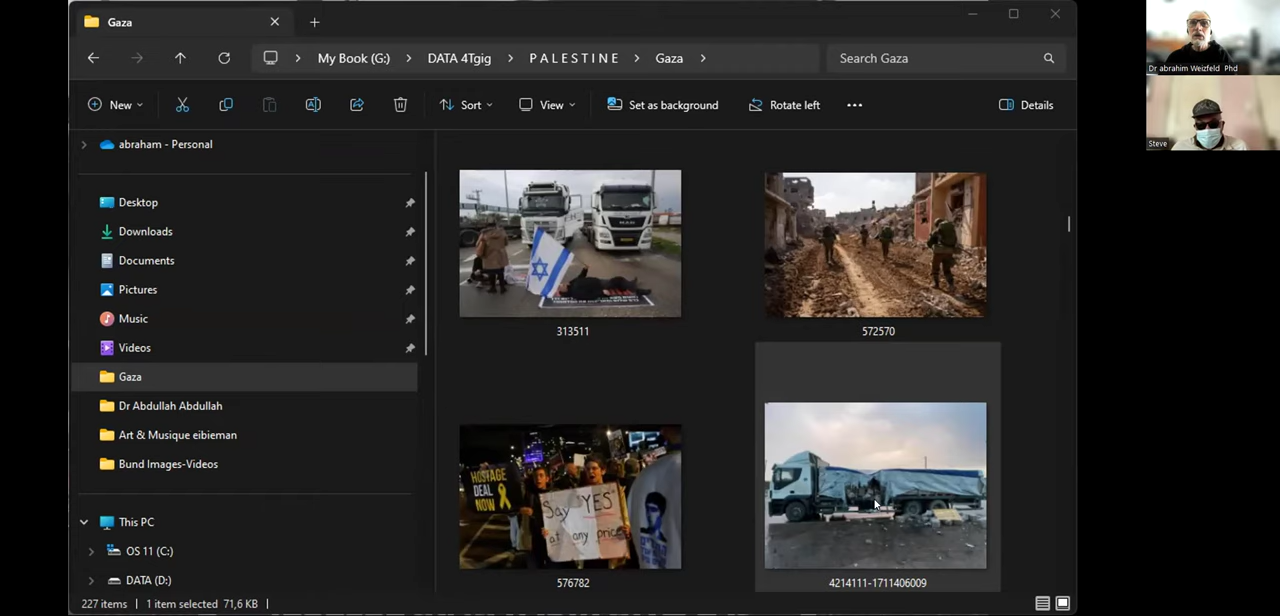 Gaza
My Book (G:) DATA 4Tgig P A L E S T I N E Gaza
Search Gaza
New
Sort
View
Set as background
Rotate left
Details
abraham - Personal
Desktop
Downloads
Documents
Pictures
Music
Videos
Gaza
Dr Abdullah Abdullah
Art & Musique eibieman
Bund Images-Videos
This PC
OS 11 (C:)
DATA (D:)
313511
572570
HOSTAGE
DEAL
NOW
Say "YES"
at any price
576782
4214111-1711406009
227 items
1 item selected 71,6 KB
Dr abrahim Weizfeld Phd
Steve